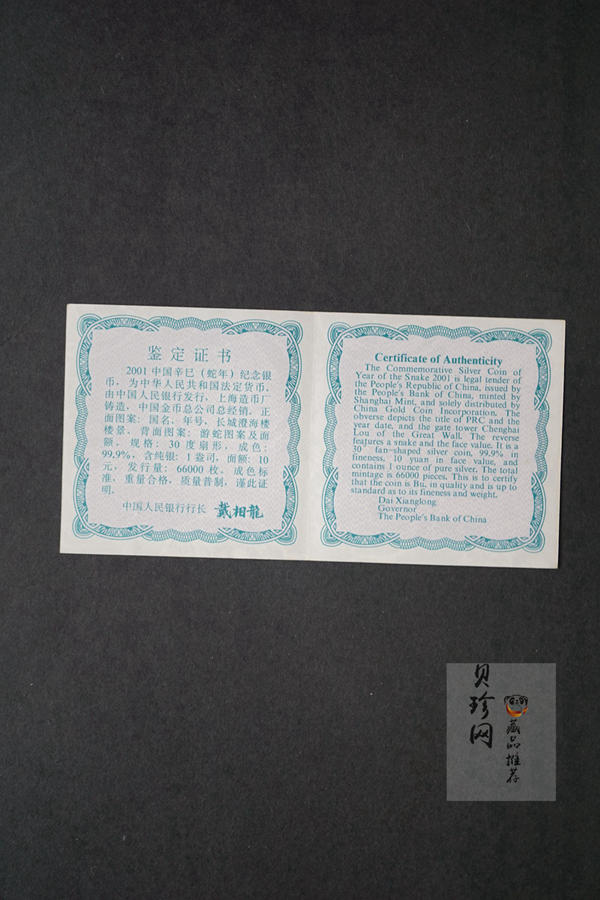 鉴定证书
2001 中国辛巳（蛇年）纪念银
币，为中华人民共和国法定货币，
由中国人民银行发行，上海造币厂
铸造，中国金币总公司总经销。正
面图案：国名、年号，长城澄海楼
楼景，背面图案：游蛇图案及面
额，规格：30度扇形，成色：
99.9%，含纯银：1盎司，面额：10
元，发行量：66000枚。成色标
准，重量合格，质量普制，谨此证
明。
中国人民银行行长 戴相龍
Certificate of Authenticity
The Commemorative Silver Coin of
Year of the Snake 2001 is legal tender of
the People's Republic of China, issued by
the People's Bank of China, minted by
Shanghai Mint, and solely distributed by
China Gold Coin Incorporation. The
obverse depicts the title of PRC and the
year date, and the gate tower Chenghai
Lou of the Great Wall. The reverse
features a snake and the face value. It is a
30° fan-shaped silver coin, 99.9% in
fineness, 10 yuan in face value, and
contains 1 ounce of pure silver. The total
mintage is 66000 pieces. This is to certify
that the coin is Bu. in quality and is up to
standard as to its fineness and weight.
Dai Xianglong
Governor
The People's Bank of China
贝珍网
藏品推荐